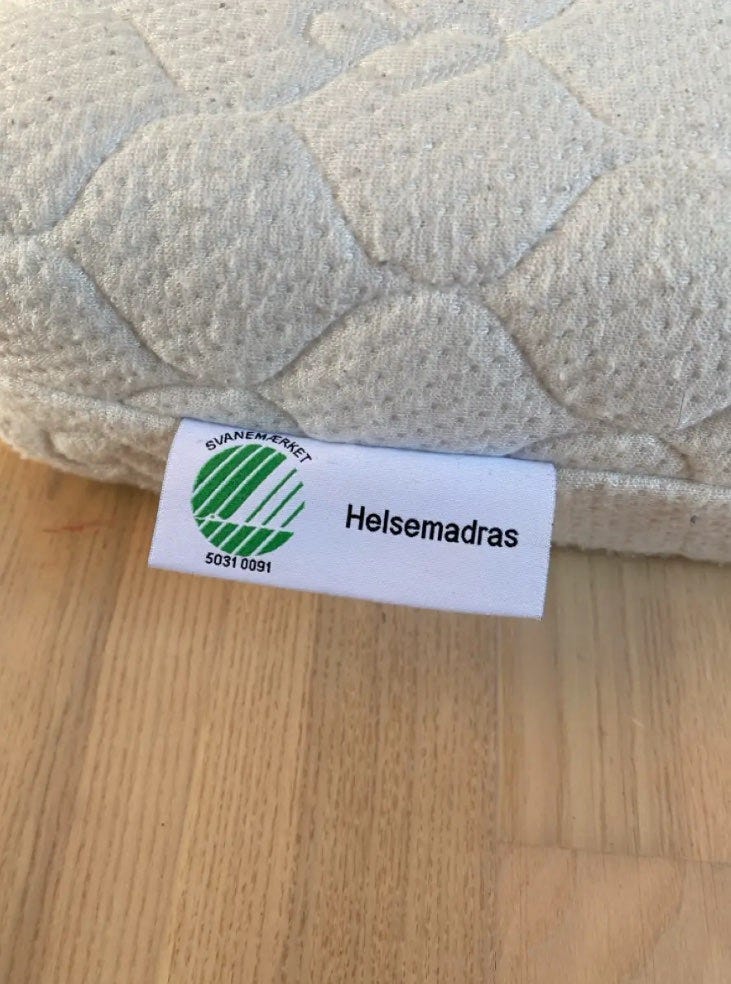 SVANEMÆRKET
5031 0091
Helsemadras